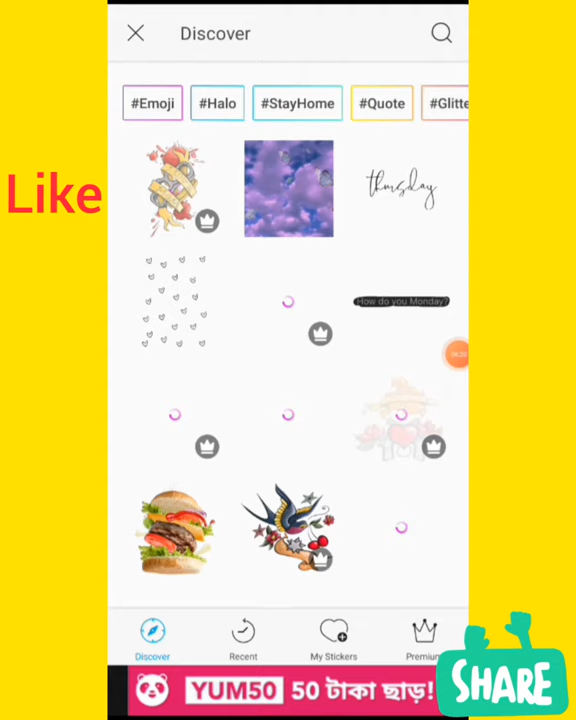 Discover
#Emoji #Halo #StayHome #Quote #Glitte
Like
thursday
How do you Monday?
Discover Recent My Stickers Premium
YUM50 50 টাকা ছাড়!
SHARE